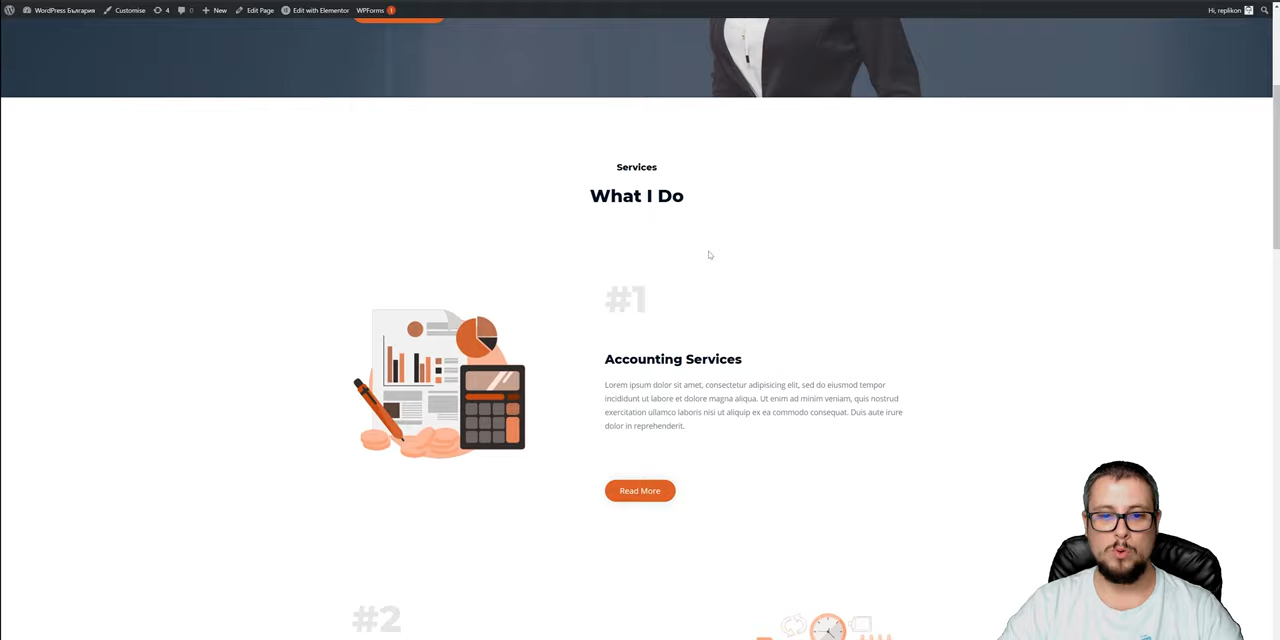 WordPress България Customise 4 0 New Edit Page Edit with Elementor WPForms 1 Hi, replikon
Services
What I Do
#1
Accounting Services
Lorem ipsum dolor sit amet, consectetur adipisicing elit, sed do eiusmod tempor
incididunt ut labore et dolore magna aliqua. Ut enim ad minim veniam, quis nostrud
exercitation ullamco laboris nisi ut aliquip ex ea commodo consequat. Duis aute irure
dolor in reprehenderit.
Read More
#2